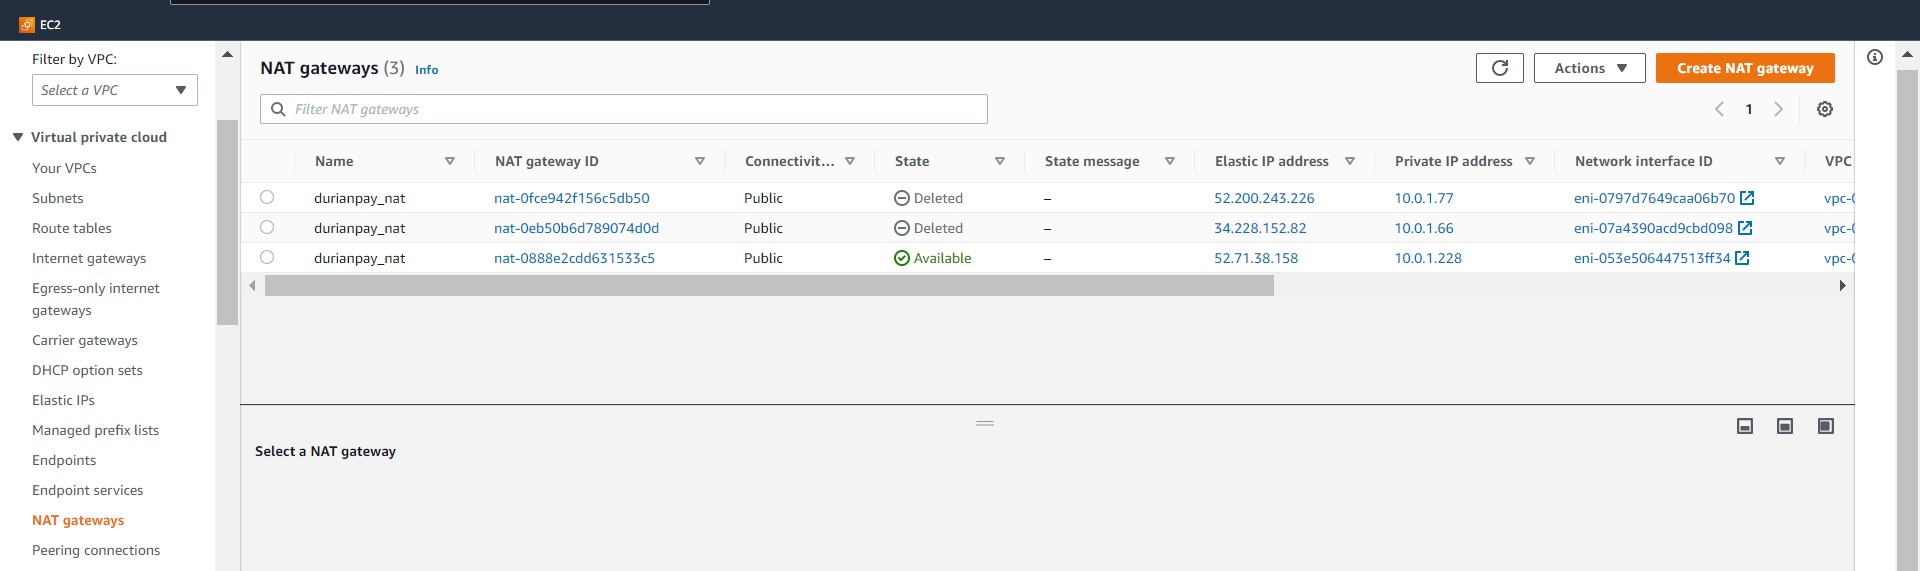 EC2
Filter by VPC:
Select a VPC
Virtual private cloud
Your VPCs
Subnets
Route tables
Internet gateways
Egress-only internet
gateways
Carrier gateways
DHCP option sets
Elastic IPs
Managed prefix lists
Endpoints
Endpoint services
NAT gateways
Peering connections
NAT gateways (3) Info
Actions
Create NAT gateway
Filter NAT gateways
1
Name NAT gateway ID Connectivit... State State message Elastic IP address Private IP address Network interface ID VPC
durianpay_nat nat-0fce942f156c5db50 Public Deleted – 52.200.243.226 10.0.1.77 eni-0797d7649caa06b70 vpc-0
durianpay_nat nat-0eb50b6d789074d0d Public Deleted – 34.228.152.82 10.0.1.66 eni-07a4390acd9cbd098 vpc-0
durianpay_nat nat-0888e2cdd631533c5 Public Available – 52.71.38.158 10.0.1.228 eni-053e506447513ff34 vpc-0
Select a NAT gateway